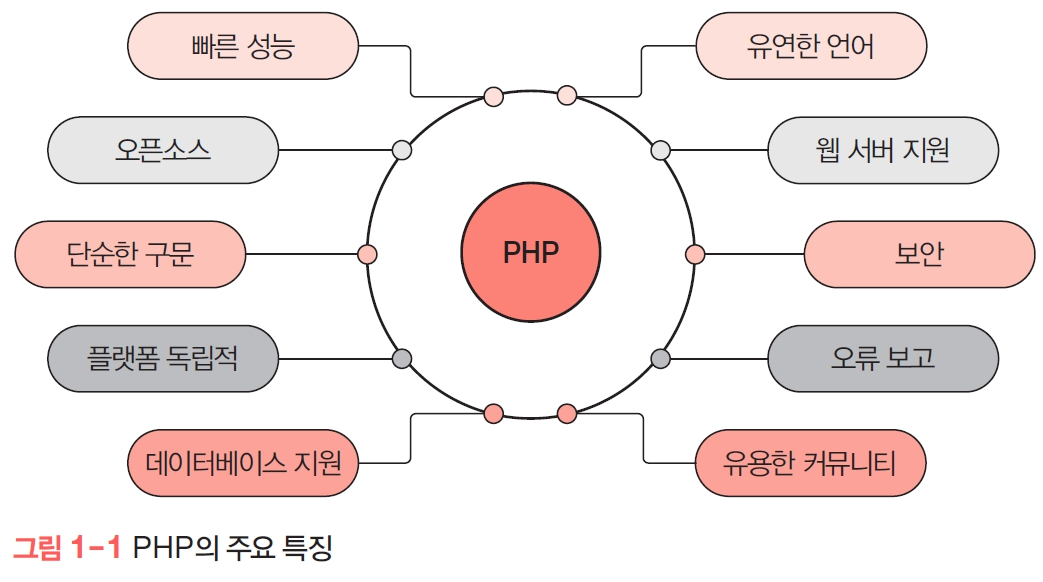 빠른 성능
유연한 언어
오픈소스
웹 서버 지원
단순한 구문
PHP
보안
플랫폼 독립적
오류 보고
데이터베이스 지원
유용한 커뮤니티
그림 1-1 PHP의 주요 특징